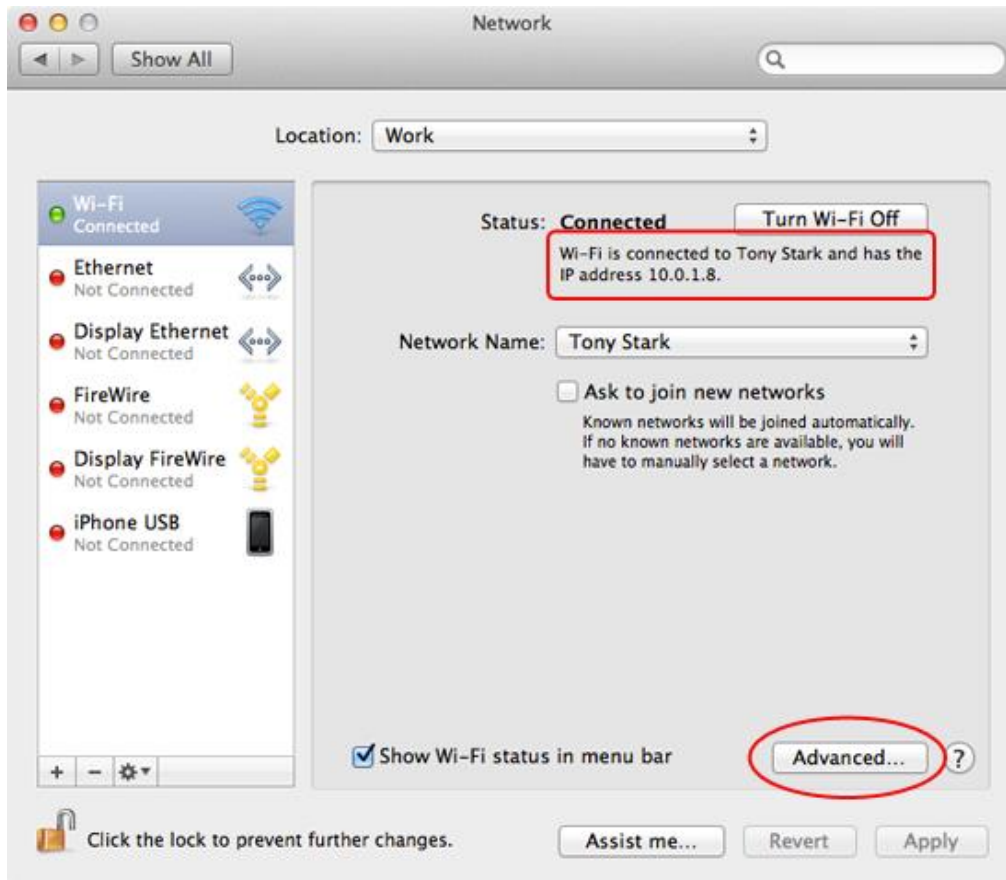 Network
Show All
Location: Work
Wi-Fi
Connected
Ethernet
Not Connected
Display Ethernet
Not Connected
FireWire
Not Connected
Display FireWire
Not Connected
iPhone USB
Not Connected
Status: Connected Turn Wi-Fi Off
Wi-Fi is connected to Tony Stark and has the
IP address 10.0.1.8.
Network Name: Tony Stark
Ask to join new networks
Known networks will be joined automatically.
If no known networks are available, you will
have to manually select a network.
Show Wi-Fi status in menu bar Advanced... ?
+ −
Click the lock to prevent further changes. Assist me... Revert Apply